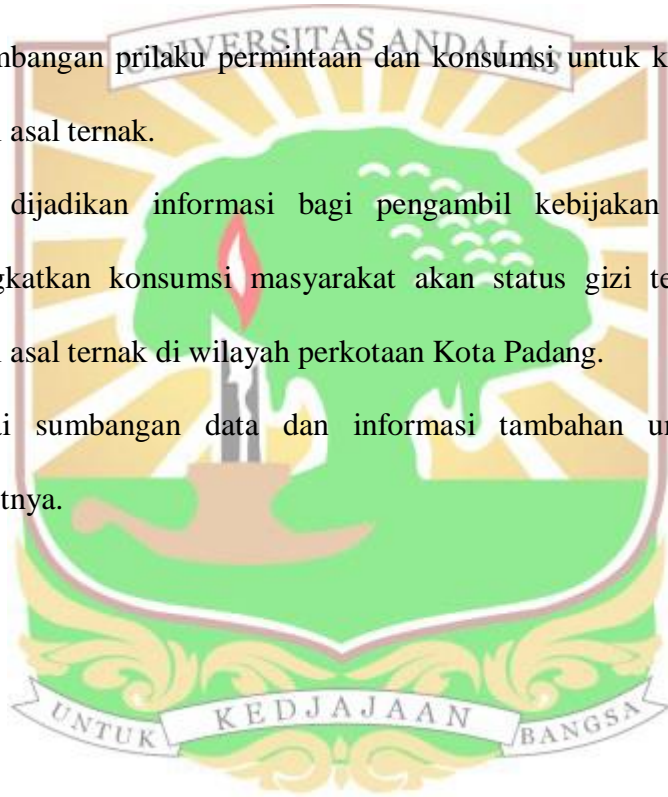 UNIVERSITAS ANDALAS
mbangan prilaku permintaan dan konsumsi untuk k
asal ternak.
dijadikan informasi bagi pengambil kebijakan
gkatkan konsumsi masyarakat akan status gizi te
asal ternak di wilayah perkotaan Kota Padang.
ai sumbangan data dan informasi tambahan un
tnya.
UNTUK KEDJAJAAN BANGSA